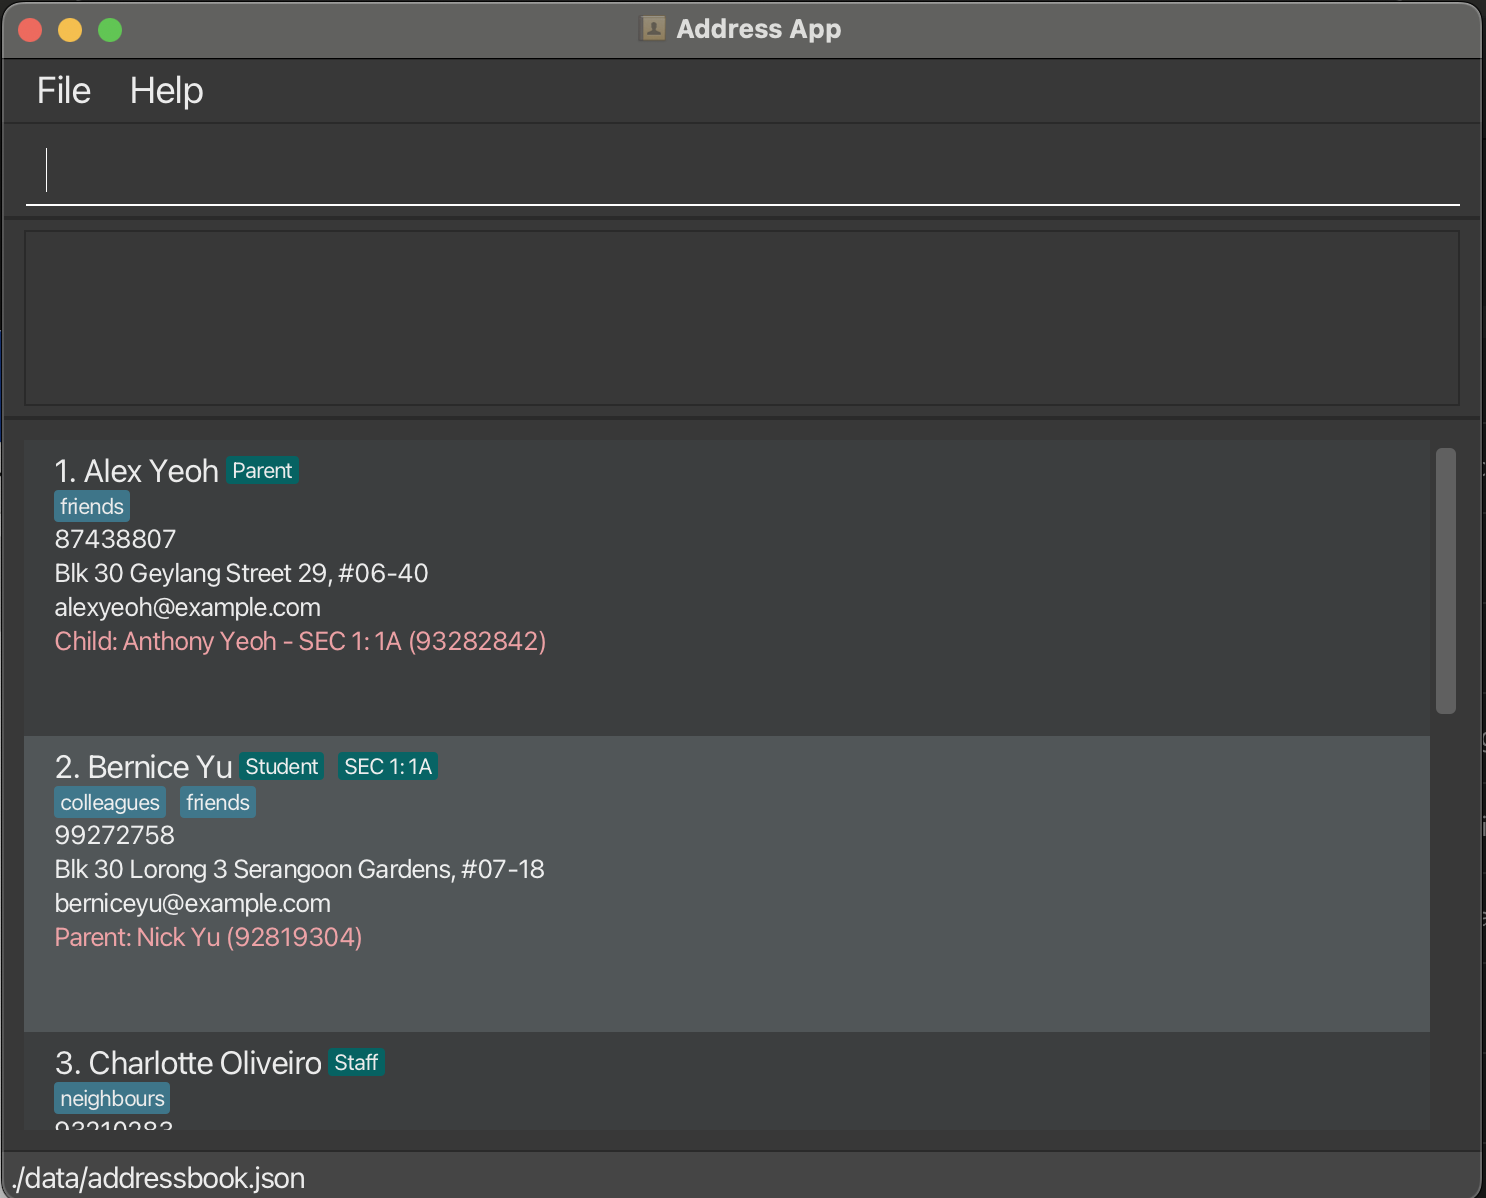 Address App
File Help
1. Alex Yeoh Parent
friends
87438807
Blk 30 Geylang Street 29, #06-40
alexyeoh@example.com
Child: Anthony Yeoh - SEC 1: 1A (93282842)
2. Bernice Yu Student SEC 1: 1A
colleagues friends
99272758
Blk 30 Lorong 3 Serangoon Gardens, #07-18
berniceyu@example.com
Parent: Nick Yu (92819304)
3. Charlotte Oliveiro Staff
neighbours
93210283
./data/addressbook.json